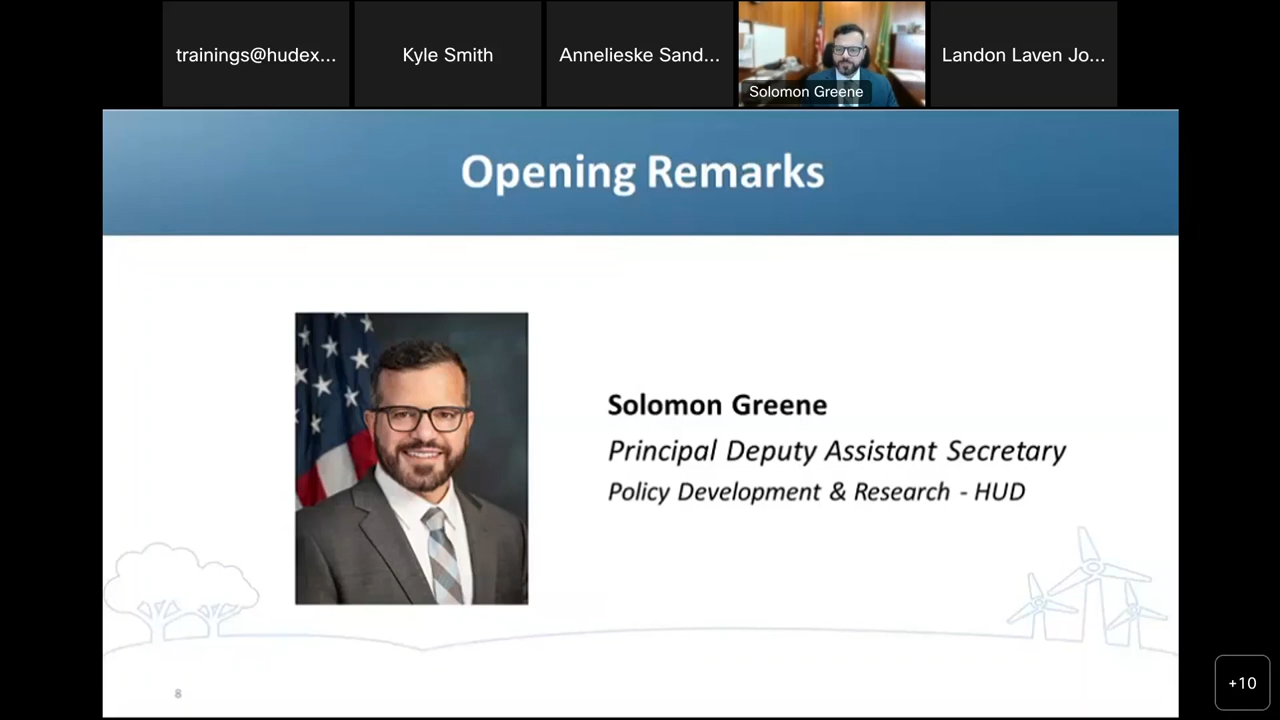 trainings@hudex...
Kyle Smith
Annelieske Sand...
Solomon Greene
Landon Laven Jo...
Opening Remarks
Solomon Greene
Principal Deputy Assistant Secretary
Policy Development & Research - HUD
8
+10